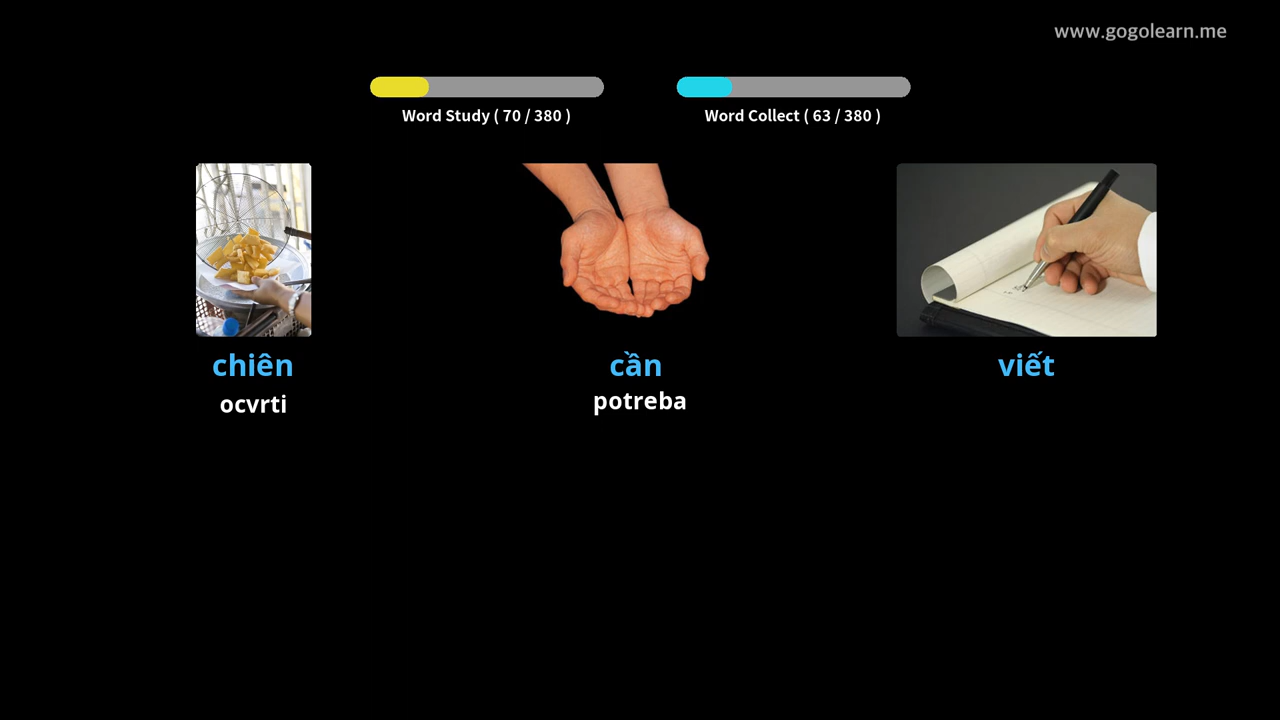 www.gogolearn.me
Word Study ( 70 / 380 )
Word Collect ( 63 / 380 )
chiên
cần
viết
ocvrti
potreba